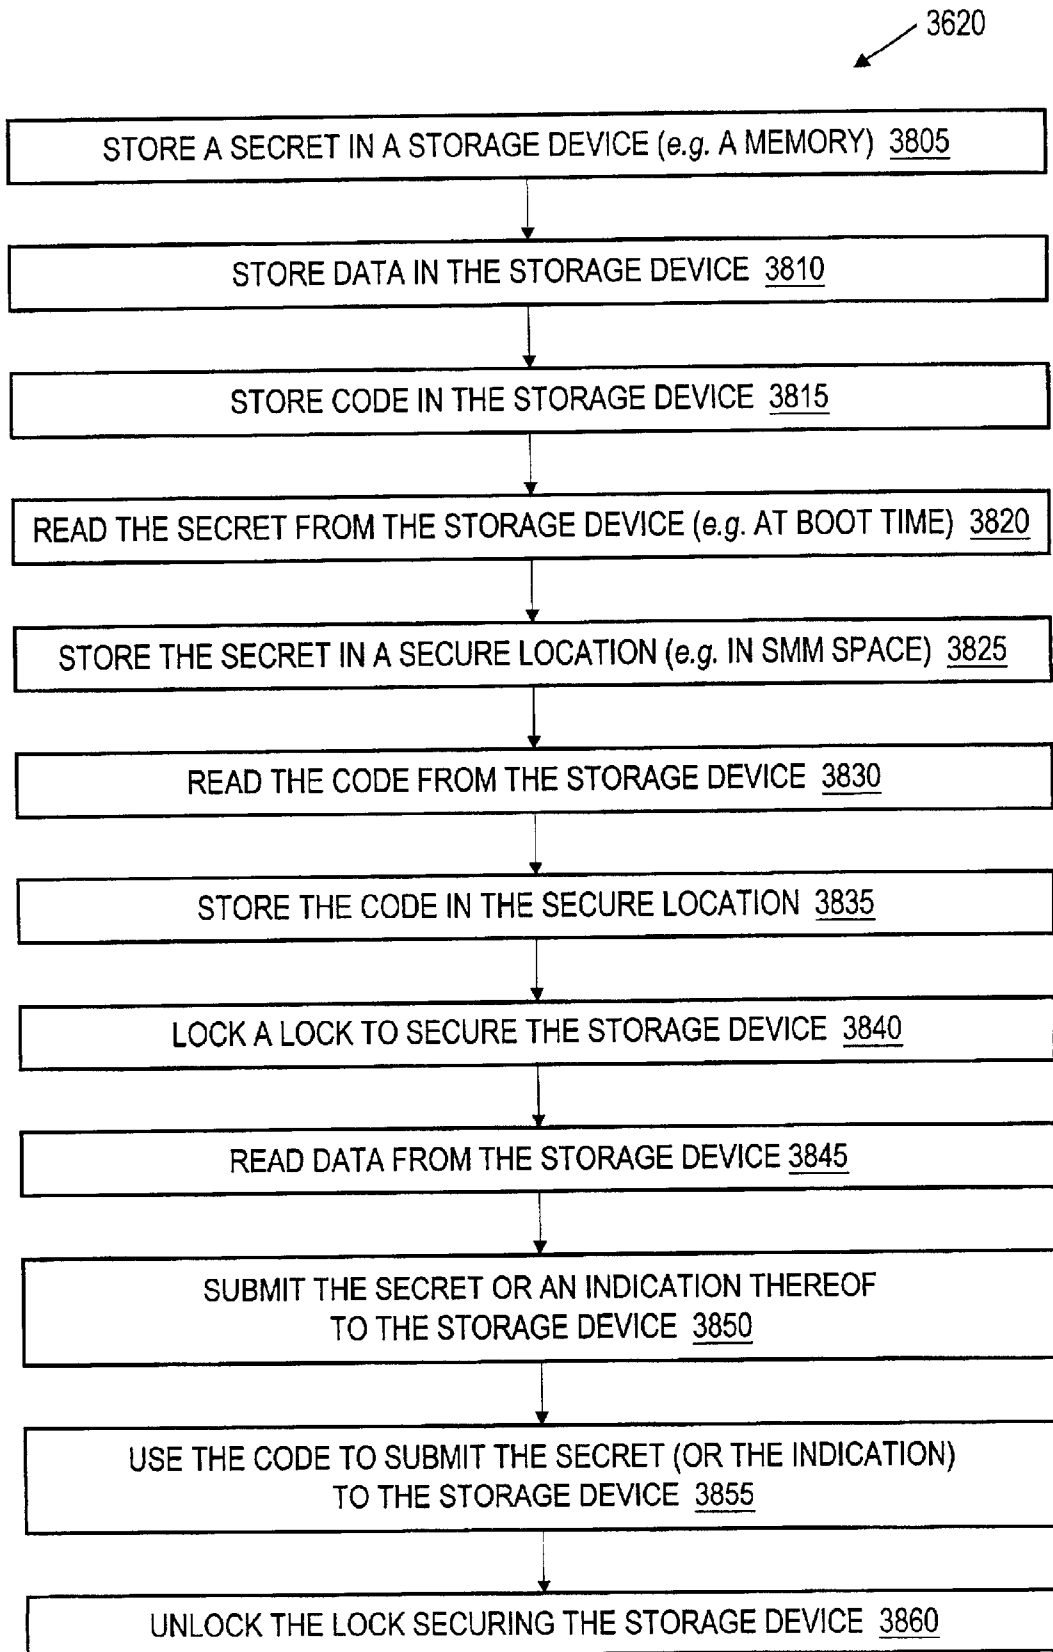 3620
STORE A SECRET IN A STORAGE DEVICE (e.g. A MEMORY) 3805
STORE DATA IN THE STORAGE DEVICE 3810
STORE CODE IN THE STORAGE DEVICE 3815
READ THE SECRET FROM THE STORAGE DEVICE (e.g. AT BOOT TIME) 3820
STORE THE SECRET IN A SECURE LOCATION (e.g. IN SMM SPACE) 3825
READ THE CODE FROM THE STORAGE DEVICE 3830
STORE THE CODE IN THE SECURE LOCATION 3835
LOCK A LOCK TO SECURE THE STORAGE DEVICE 3840
READ DATA FROM THE STORAGE DEVICE 3845
SUBMIT THE SECRET OR AN INDICATION THEREOF
TO THE STORAGE DEVICE 3850
USE THE CODE TO SUBMIT THE SECRET (OR THE INDICATION)
TO THE STORAGE DEVICE 3855
UNLOCK THE LOCK SECURING THE STORAGE DEVICE 3860